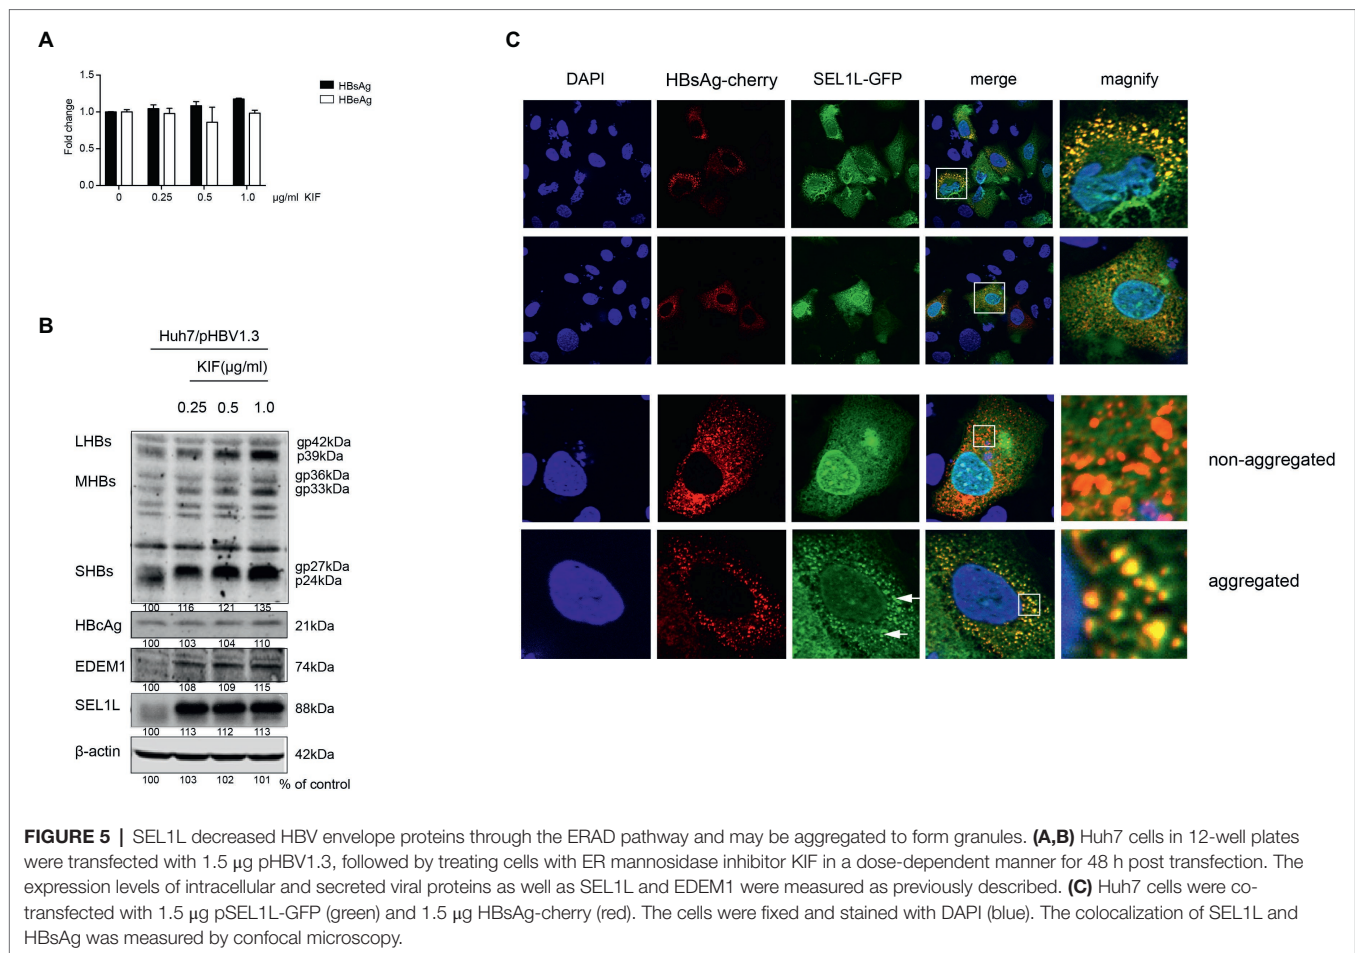 A
1.5
1.0
0.5
0.0
Fold change
HBsAg
HBeAg
0 0.25 0.5 1.0 µg/ml KIF
B
Huh7/pHBV1.3
KIF(µg/ml)
0.25 0.5 1.0
LHBs gp42kDa
p39kDa
MHBs gp36kDa
gp33kDa
SHBs gp27kDa
p24kDa
100 116 121 135
HBcAg 21kDa
100 103 104 110
EDEM1 74kDa
100 108 109 115
SEL1L 88kDa
100 113 112 113
β-actin 42kDa
100 103 102 101 % of control
C
DAPI HBsAg-cherry SEL1L-GFP merge magnify
non-aggregated
aggregated
FIGURE 5 | SEL1L decreased HBV envelope proteins through the ERAD pathway and may be aggregated to form granules. (A,B) Huh7 cells in 12-well plates
were transfected with 1.5 µg pHBV1.3, followed by treating cells with ER mannosidase inhibitor KIF in a dose-dependent manner for 48 h post transfection. The
expression levels of intracellular and secreted viral proteins as well as SEL1L and EDEM1 were measured as previously described. (C) Huh7 cells were co-
transfected with 1.5 µg pSEL1L-GFP (green) and 1.5 µg HBsAg-cherry (red). The cells were fixed and stained with DAPI (blue). The colocalization of SEL1L and
HBsAg was measured by confocal microscopy.